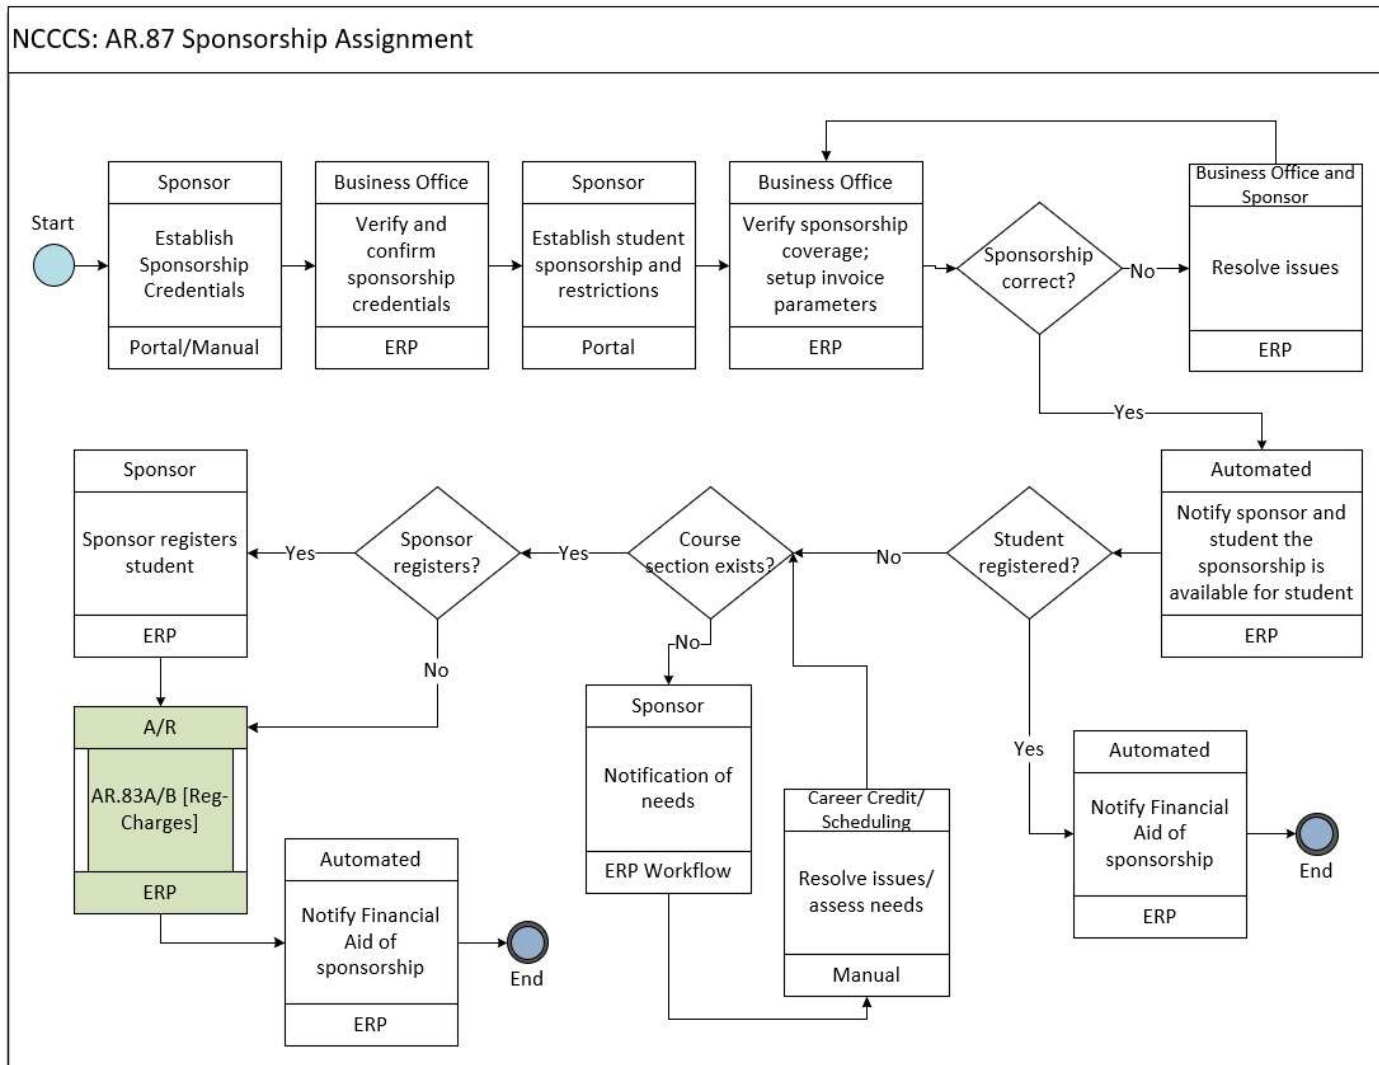 NCCCS: AR.87 Sponsorship Assignment
Start
Sponsor
Establish
Sponsorship
Credentials
Portal/Manual
Business Office
Verify and
confirm
sponsorship
credentials
ERP
Sponsor
Establish student
sponsorship and
restrictions
Portal
Business Office
Verify sponsorship
coverage;
setup invoice
parameters
ERP
Sponsorship
correct?
No
Business Office and
Sponsor
Resolve issues
ERP
Yes
Automated
Notify sponsor and
student the
sponsorship is
available for student
ERP
Student
registered?
No
Course
section exists?
Yes
Sponsor
registers?
Yes
Sponsor
Sponsor registers
student
ERP
No
A/R
AR.83A/B [Reg-
Charges]
ERP
Automated
Notify Financial
Aid of
sponsorship
ERP
End
No
Sponsor
Notification of
needs
ERP Workflow
Career Credit/
Scheduling
Resolve issues/
assess needs
Manual
Yes
Automated
Notify Financial
Aid of
sponsorship
ERP
End